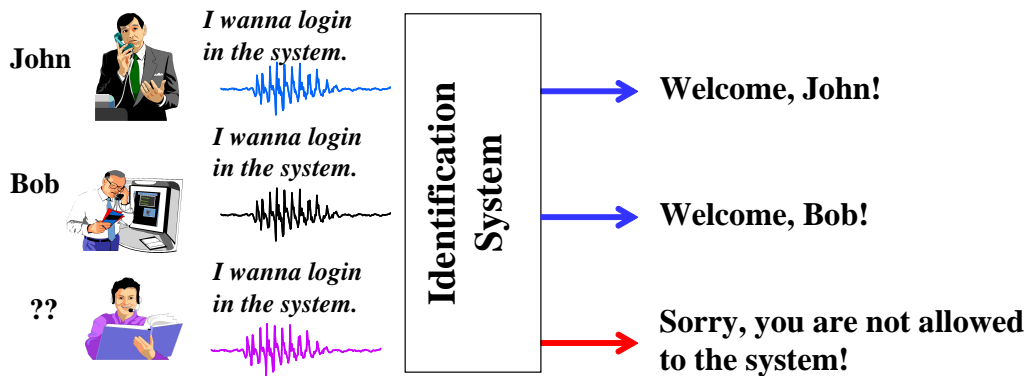 John
I wanna login
in the system.
Welcome, John!
Bob
I wanna login
in the system.
Identification
System
Welcome, Bob!
??
I wanna login
in the system.
Sorry, you are not allowed
to the system!